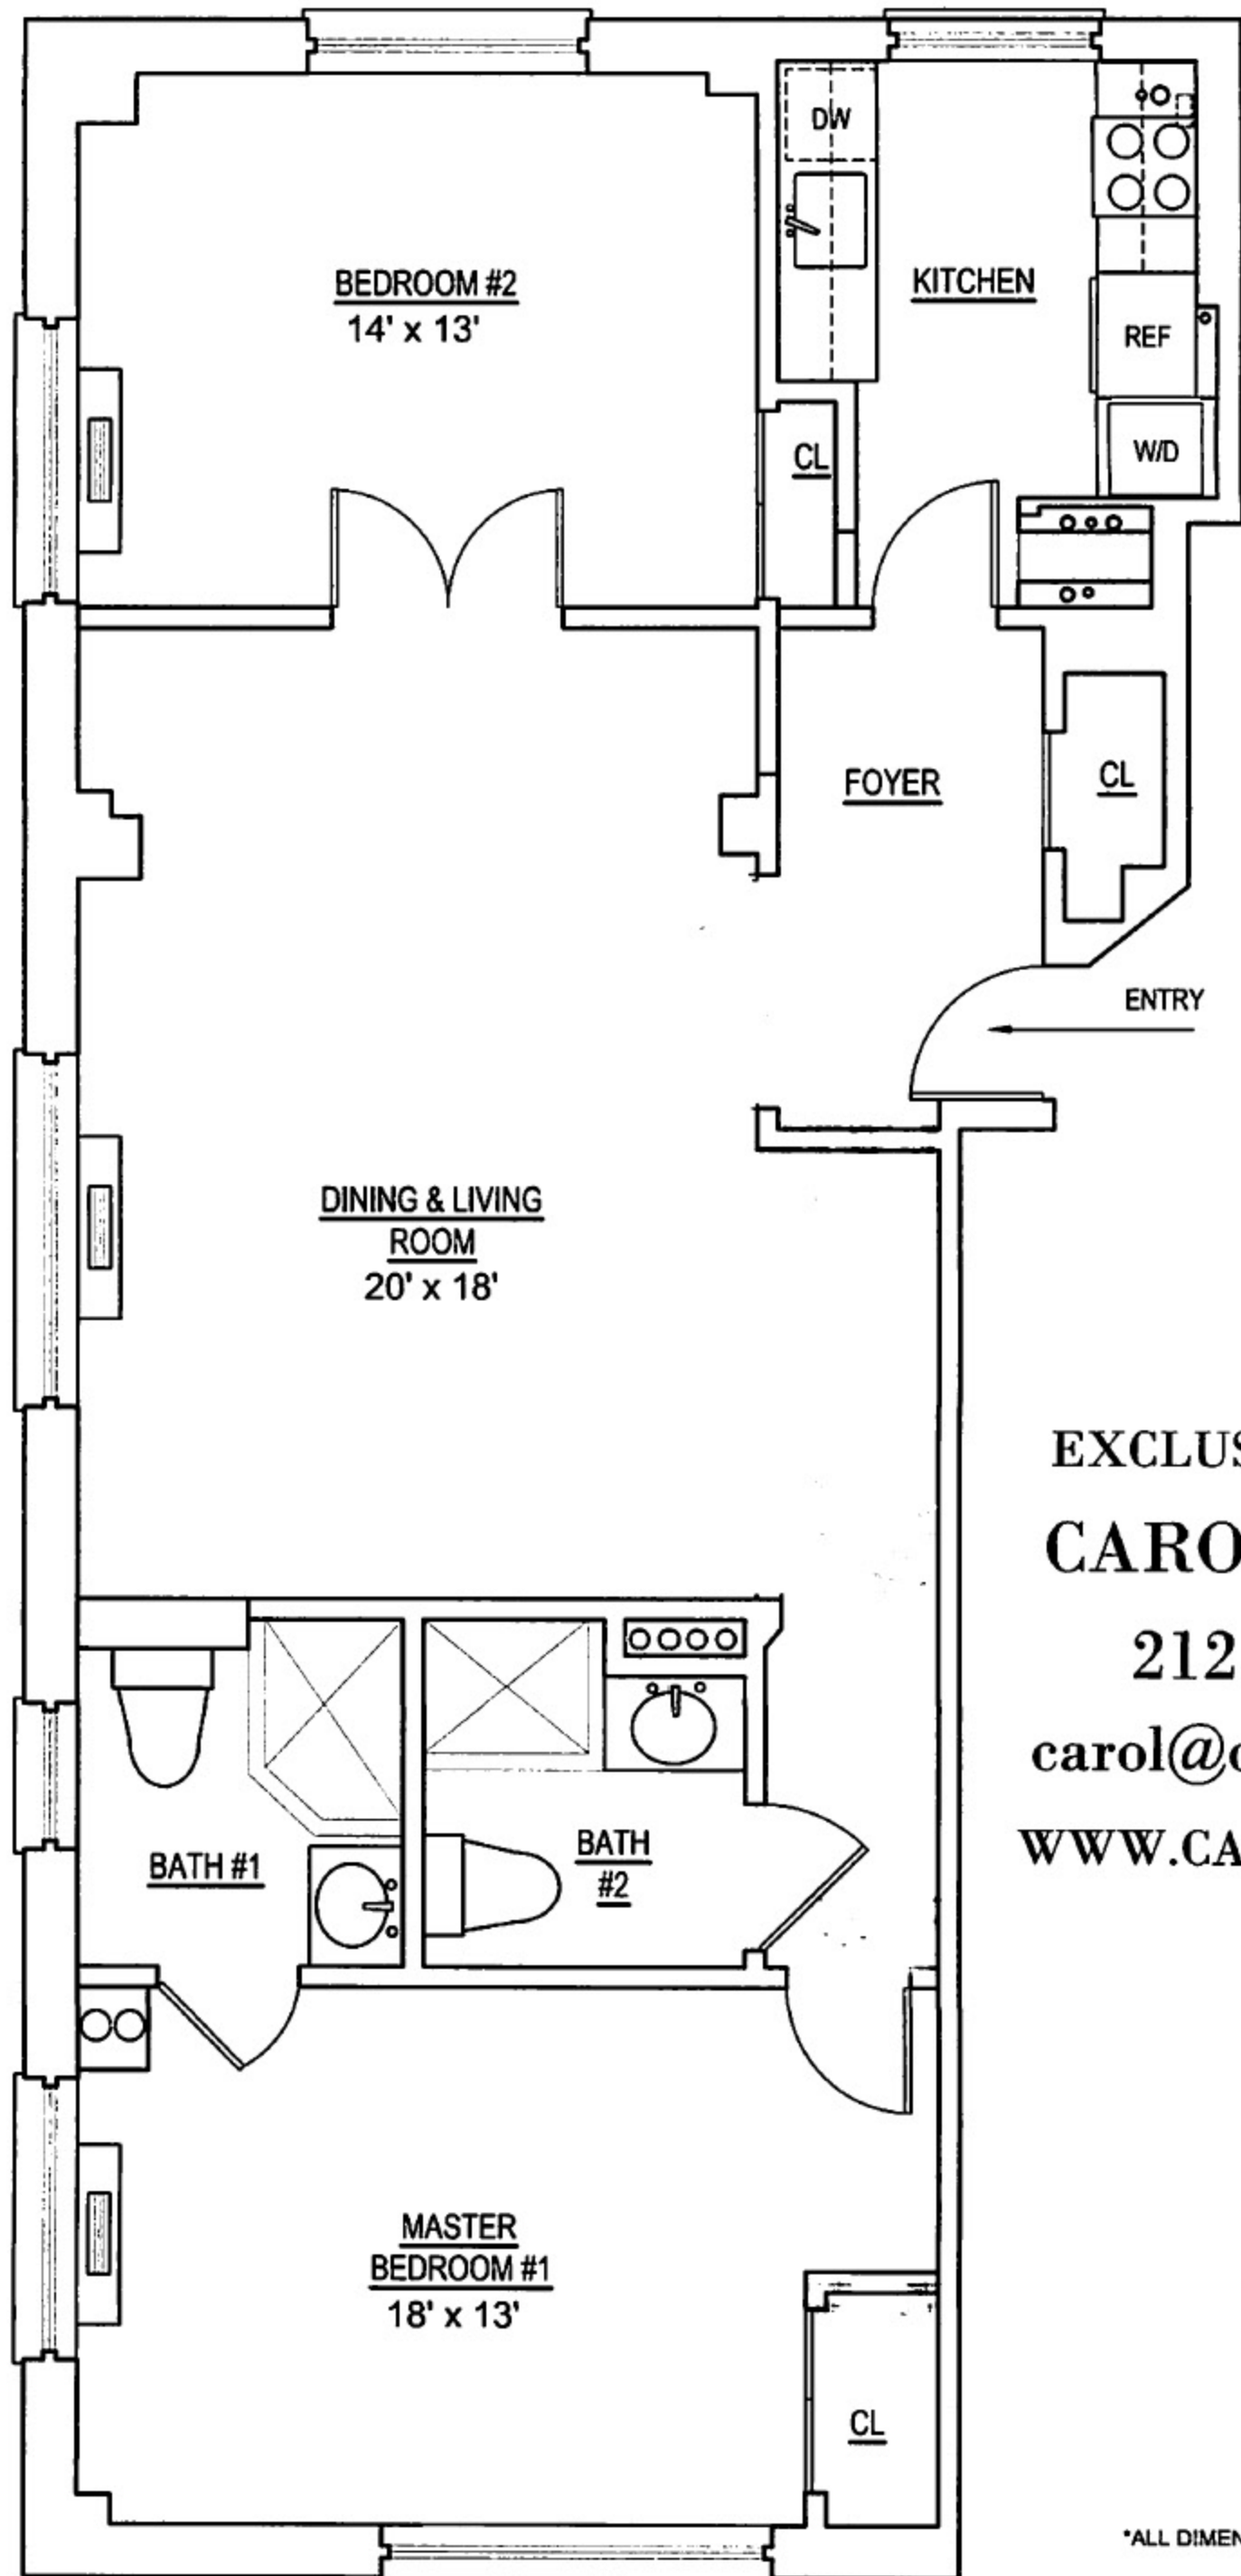 DW
BEDROOM #2
14' x 13'
KITCHEN
REF
CL
W/D
FOYER
CL
ENTRY
DINING & LIVING
ROOM
20' x 18'
EXCLUS
CARO
212
carol@
WWW.CA
BATH #1
BATH
#2
MASTER
BEDROOM #1
18' x 13'
CL
*ALL DIMEN